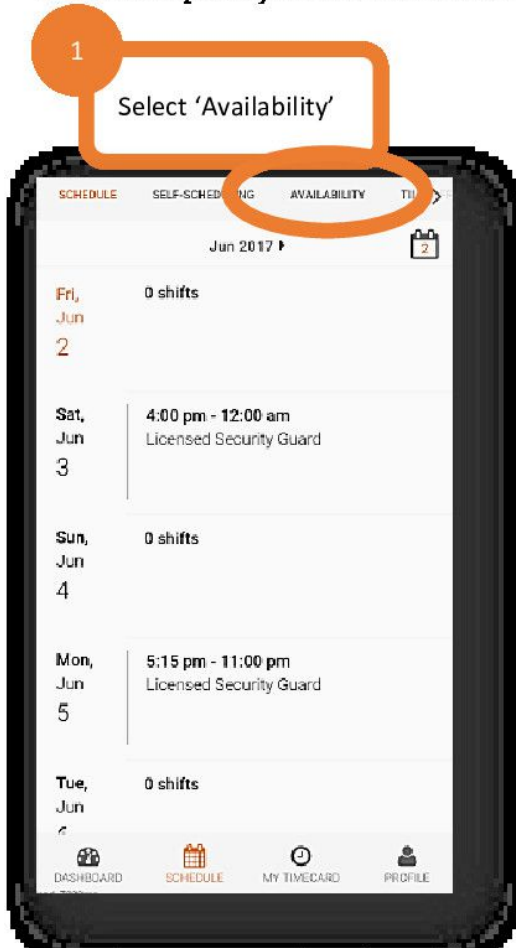 1
Select 'Availability'
SCHEDULE SELF-SCHEDULING AVAILABILITY
Jun 2017
2
Fri, 0 shifts
Jun
2
Sat, 4:00 pm - 12:00 am
Jun Licensed Security Guard
3
Sun, 0 shifts
Jun
4
Mon, 5:15 pm - 11:00 pm
Jun Licensed Security Guard
5
Tue, 0 shifts
Jun
DASHBOARD SCHEDULE MY TIMECARD PROFILE